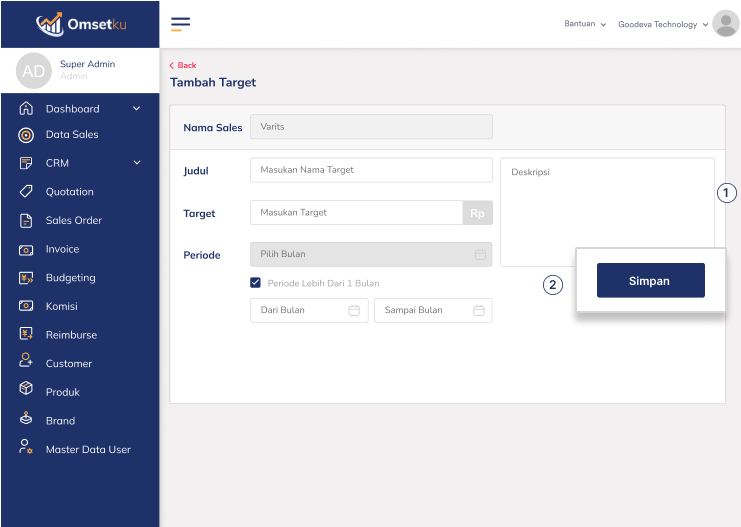 Omsetku
Bantuan
Goodeva Technology
AD
Super Admin
Admin
Dashboard
Data Sales
CRM
Quotation
Sales Order
Invoice
Budgeting
Komisi
Reimburse
Customer
Produk
Brand
Master Data User
Back
Tambah Target
Nama Sales
Varits
Judul
Masukan Nama Target
Deskripsi
1
Target
Masukan Target
Rp
Periode
Pilih Bulan
Periode Lebih Dari 1 Bulan
Dari Bulan
Sampai Bulan
2
Simpan